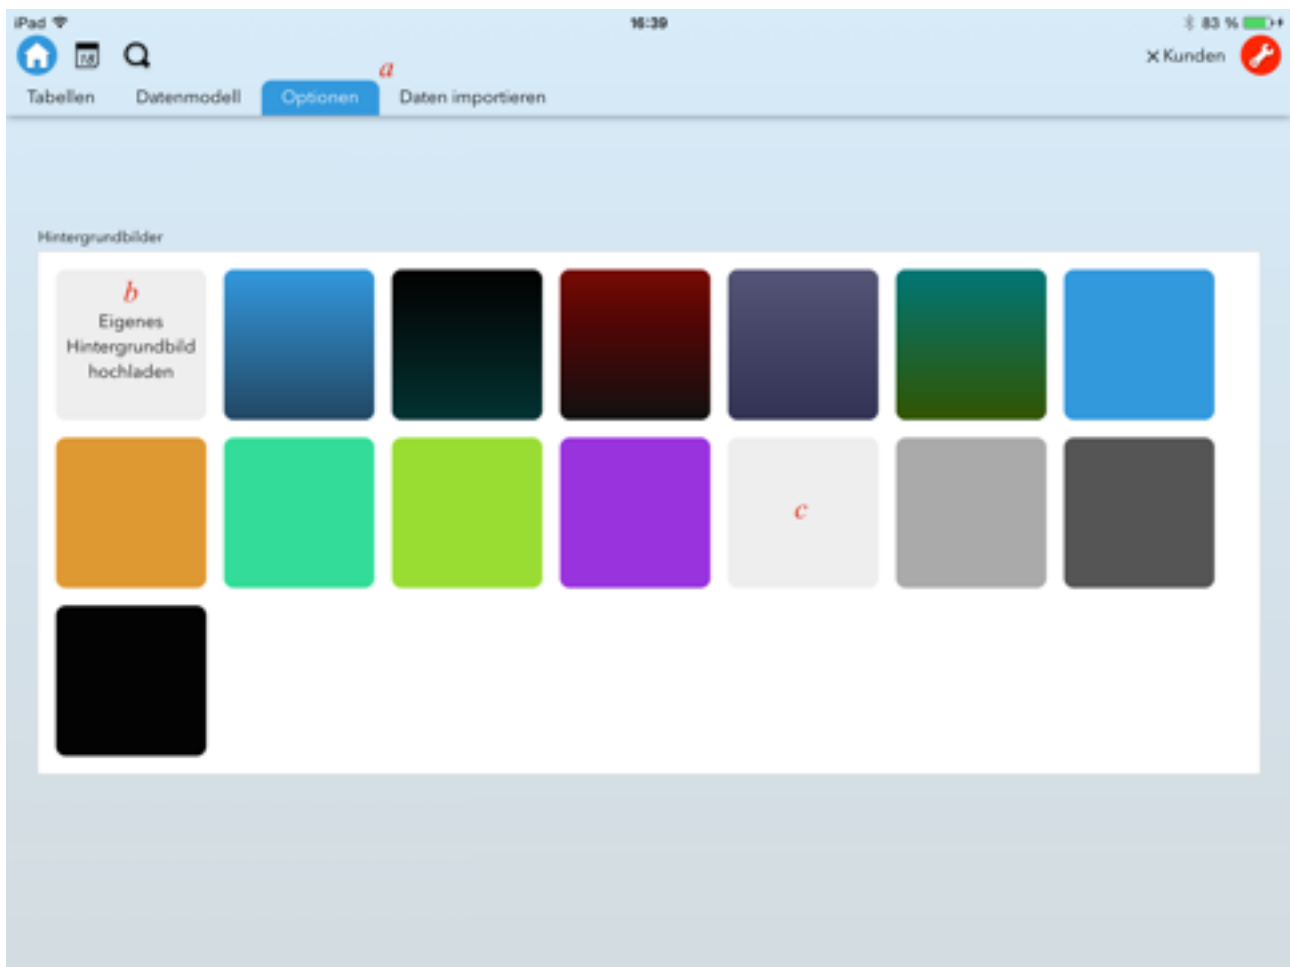 iPad 16:39 83 %
× Kunden
a
Tabellen Datenmodell Optionen Daten importieren
Hintergrundbilder
b
Eigenes
Hintergrundbild
hochladen
c